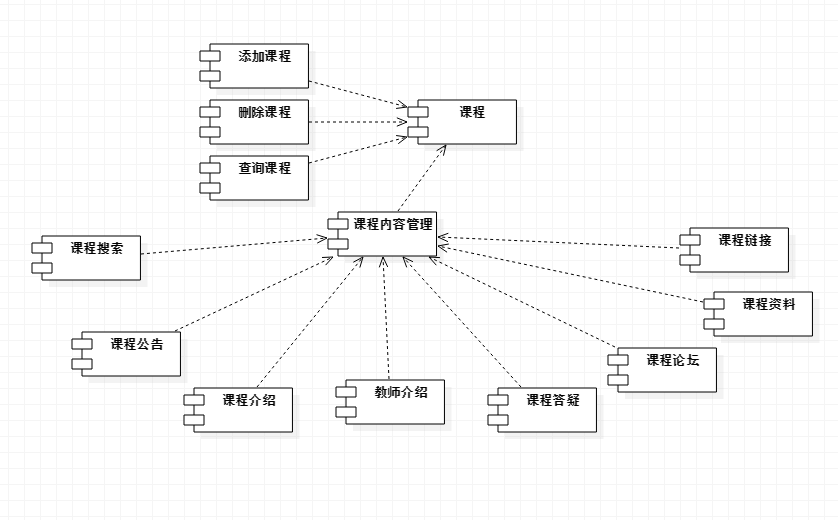 添加课程
删除课程
课程
查询课程
课程内容管理
课程搜索
课程链接
课程资料
课程公告
课程论坛
课程介绍
教师介绍
课程答疑